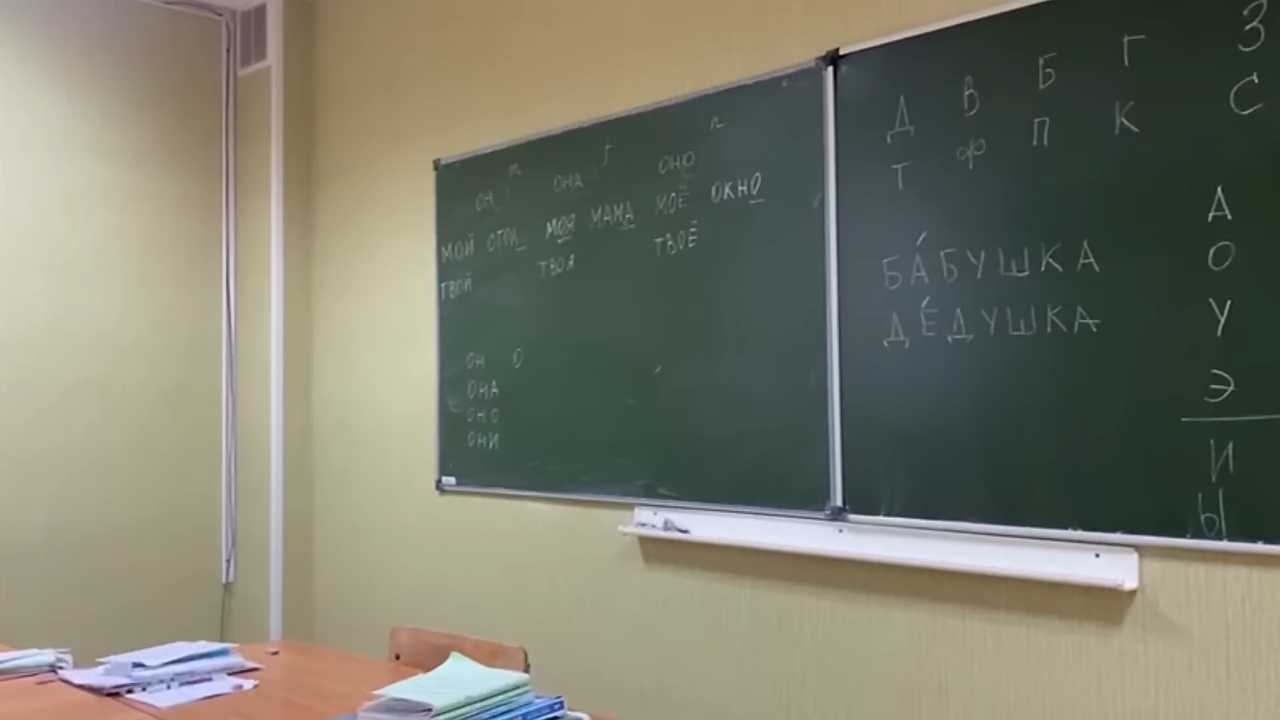 m f n
ОН ОНА ОНО
МОЙ СТОЛ МОЯ МАМА МОЁ ОКНО
ТВОЙ ТВОЯ ТВОЁ
ОН О
ОНА
ОНО
ОНИ
Д В Б Г З
Т Ф П К С
БА́БУШКА
ДЕ́ДУШКА
А
О
У
Э
И
Ы